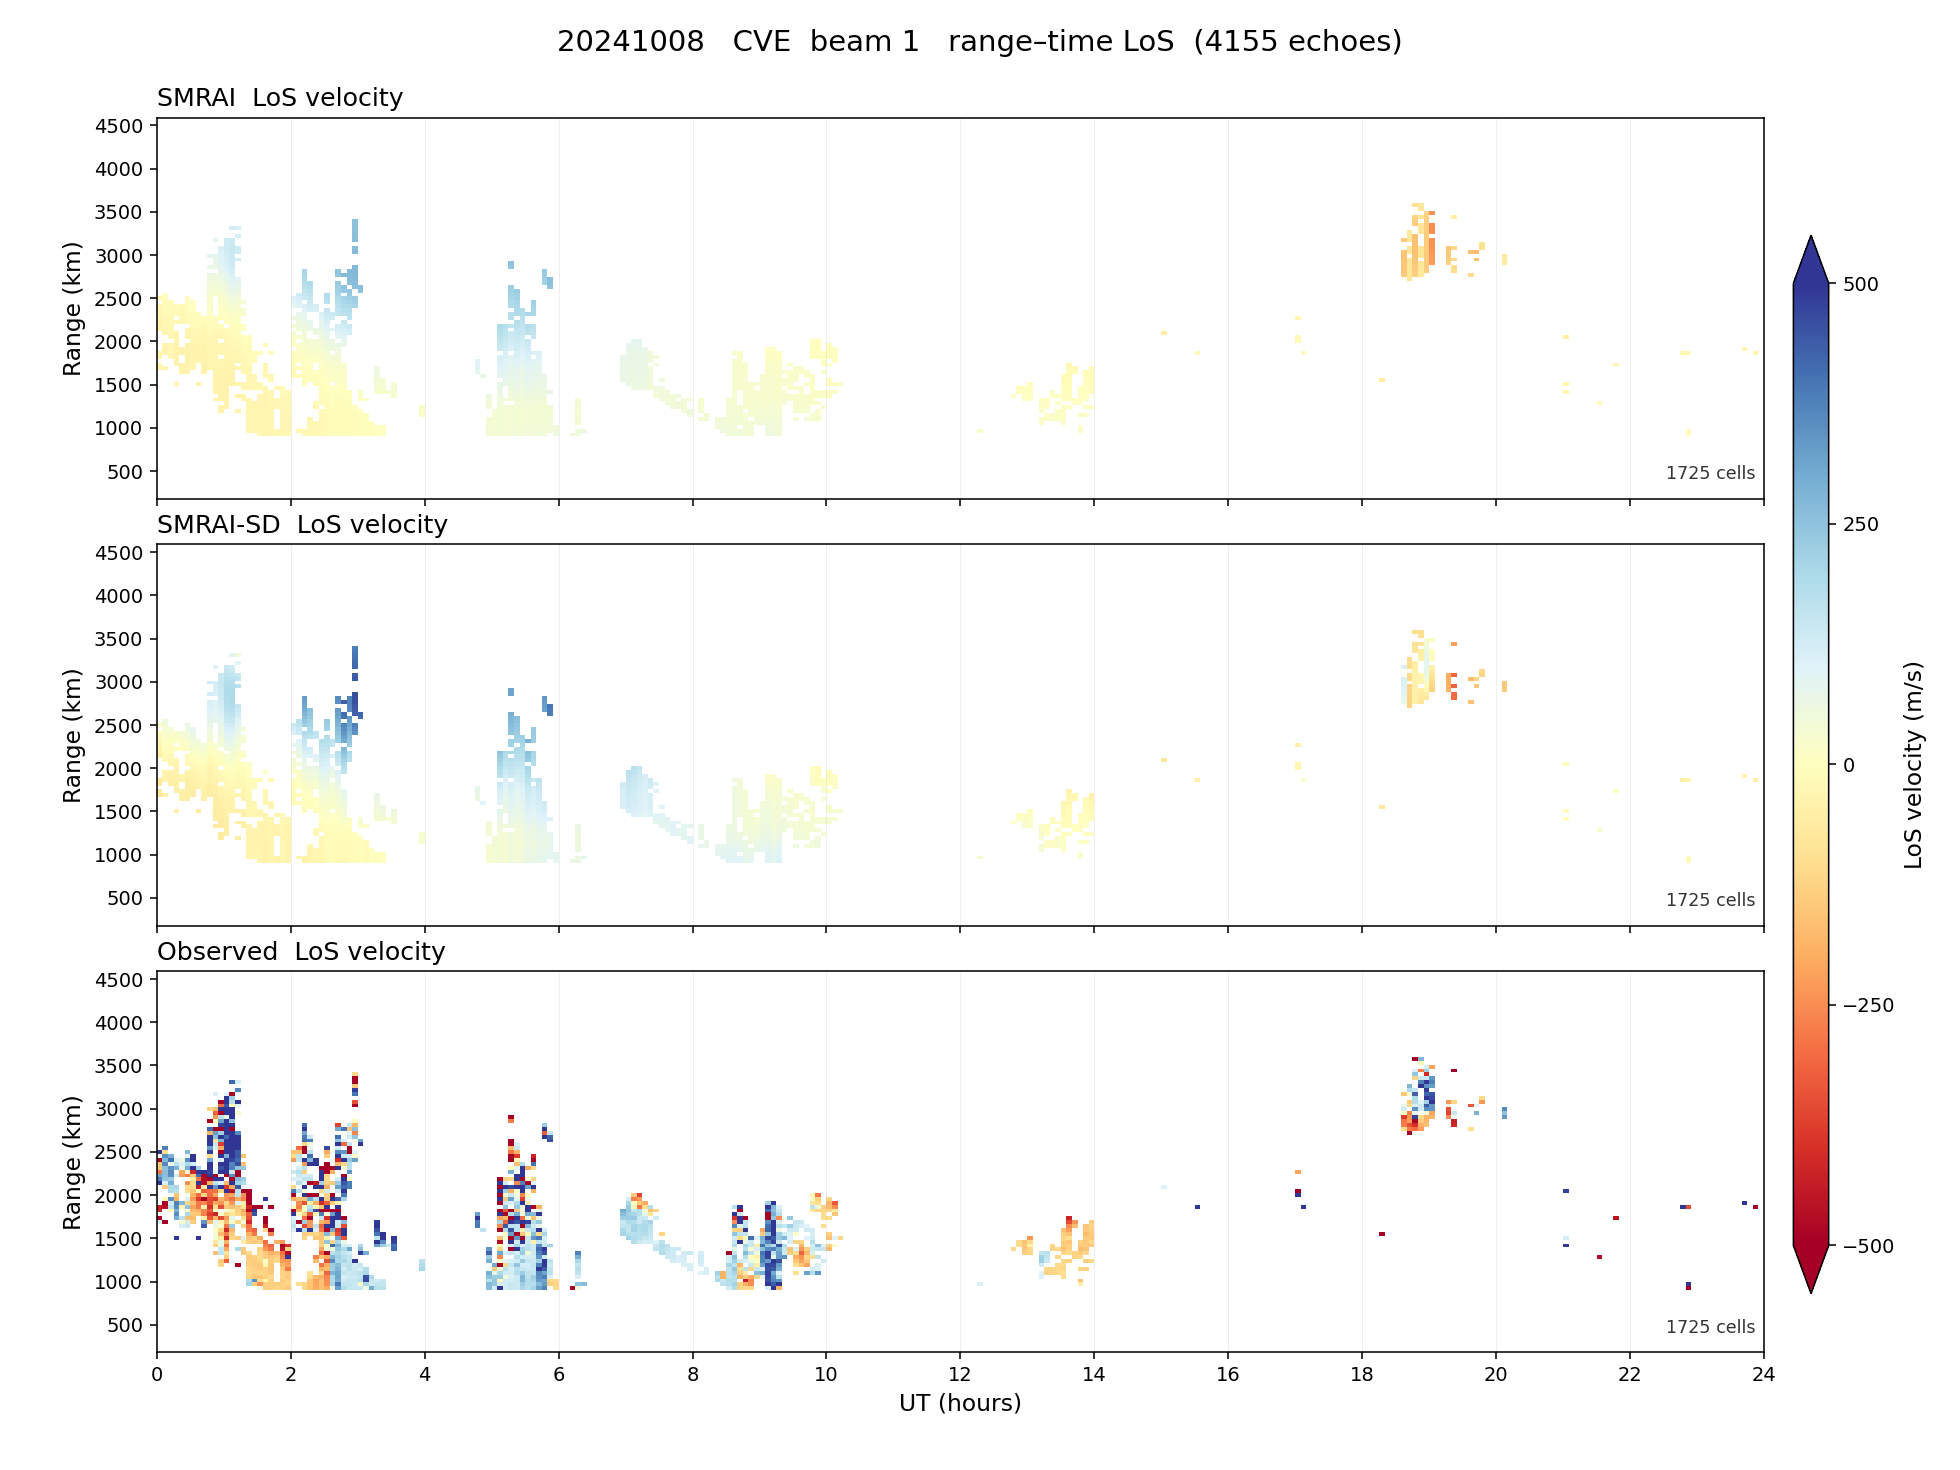 20241008   CVE  beam 1   range–time LoS  (4155 echoes)
SMRAI  LoS velocity
4500
4000
3500
3000
2500
2000
1500
1000
500
Range (km)
1725 cells
SMRAI-SD  LoS velocity
4500
4000
3500
3000
2500
2000
1500
1000
500
Range (km)
1725 cells
Observed  LoS velocity
4500
4000
3500
3000
2500
2000
1500
1000
500
Range (km)
1725 cells
0 2 4 6 8 10 12 14 16 18 20 22 24
UT (hours)
500
250
0
−250
−500
LoS velocity (m/s)